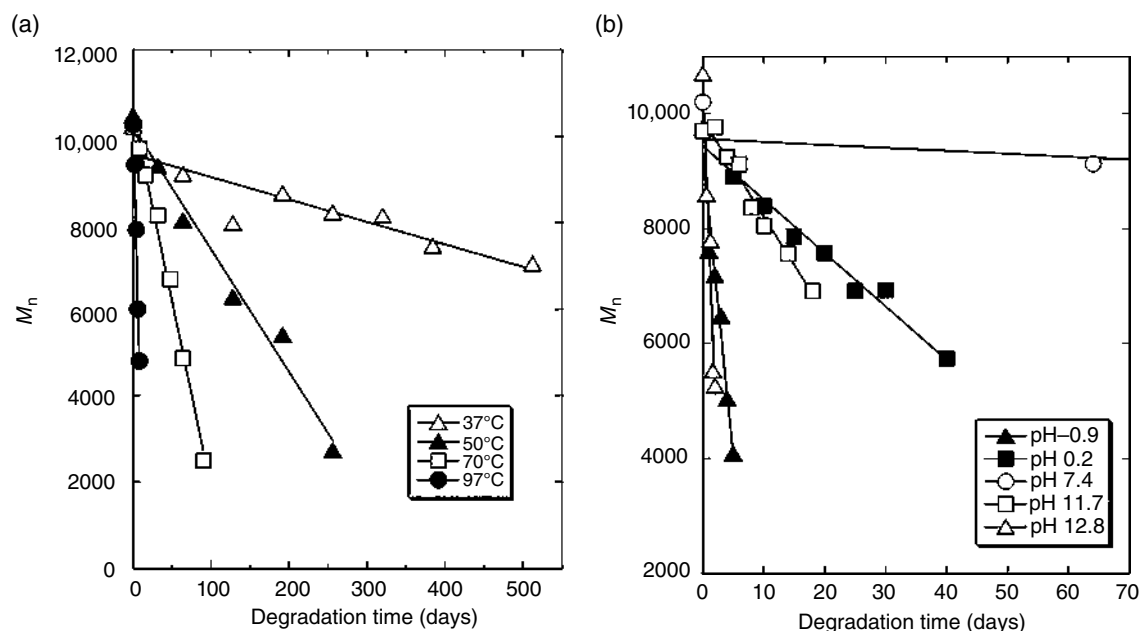 (a)
12,000
10,000
8000
6000
4000
2000
0
Mn
0 100 200 300 400 500
Degradation time (days)
37°C
50°C
70°C
97°C
(b)
10,000
8000
6000
4000
2000
Mn
0 10 20 30 40 50 60 70
Degradation time (days)
pH–0.9
pH 0.2
pH 7.4
pH 11.7
pH 12.8